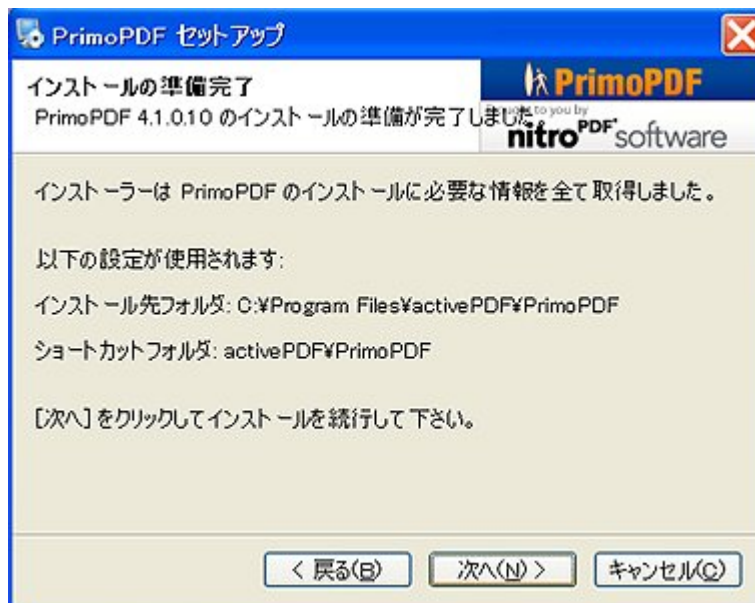 PrimoPDF セットアップ
インストールの準備完了
PrimoPDF 4.1.0.10 のインストールの準備が完了しました。
PrimoPDF
to you by
nitro PDF software
インストーラーは PrimoPDF のインストールに必要な情報を全て取得しました。
以下の設定が使用されます:
インストール先フォルダ: C:¥Program Files¥activePDF¥PrimoPDF
ショートカットフォルダ: activePDF¥PrimoPDF
[次へ] をクリックしてインストールを続行して下さい。
< 戻る(B)
次へ(N) >
キャンセル(C)